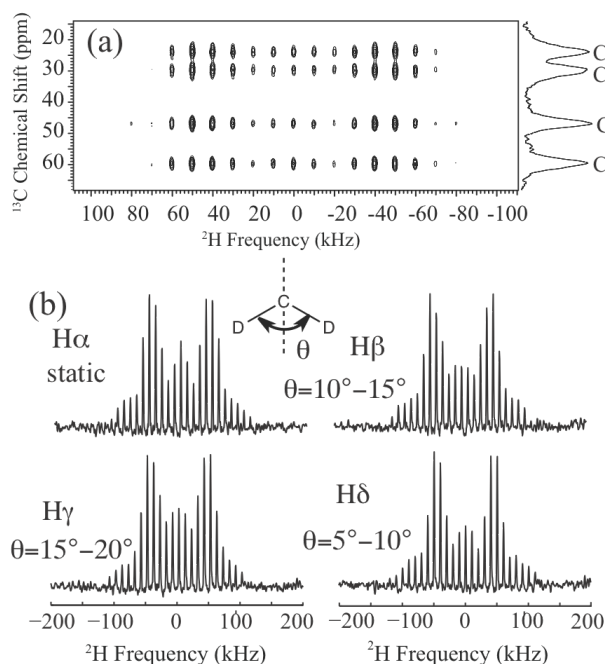 (a)
¹³C Chemical Shift (ppm)
20
30
40
50
60
C
C
C
C
100 80 60 40 20 0 -20 -40 -60 -80 -100
²H Frequency (kHz)
(b)
C
D D
θ
Hα
static
Hβ
θ=10°−15°
Hγ
θ=15°−20°
Hδ
θ=5°−10°
−200 −100 0 100 200
−200 −100 0 100 200
²H Frequency (kHz)
²H Frequency (kHz)